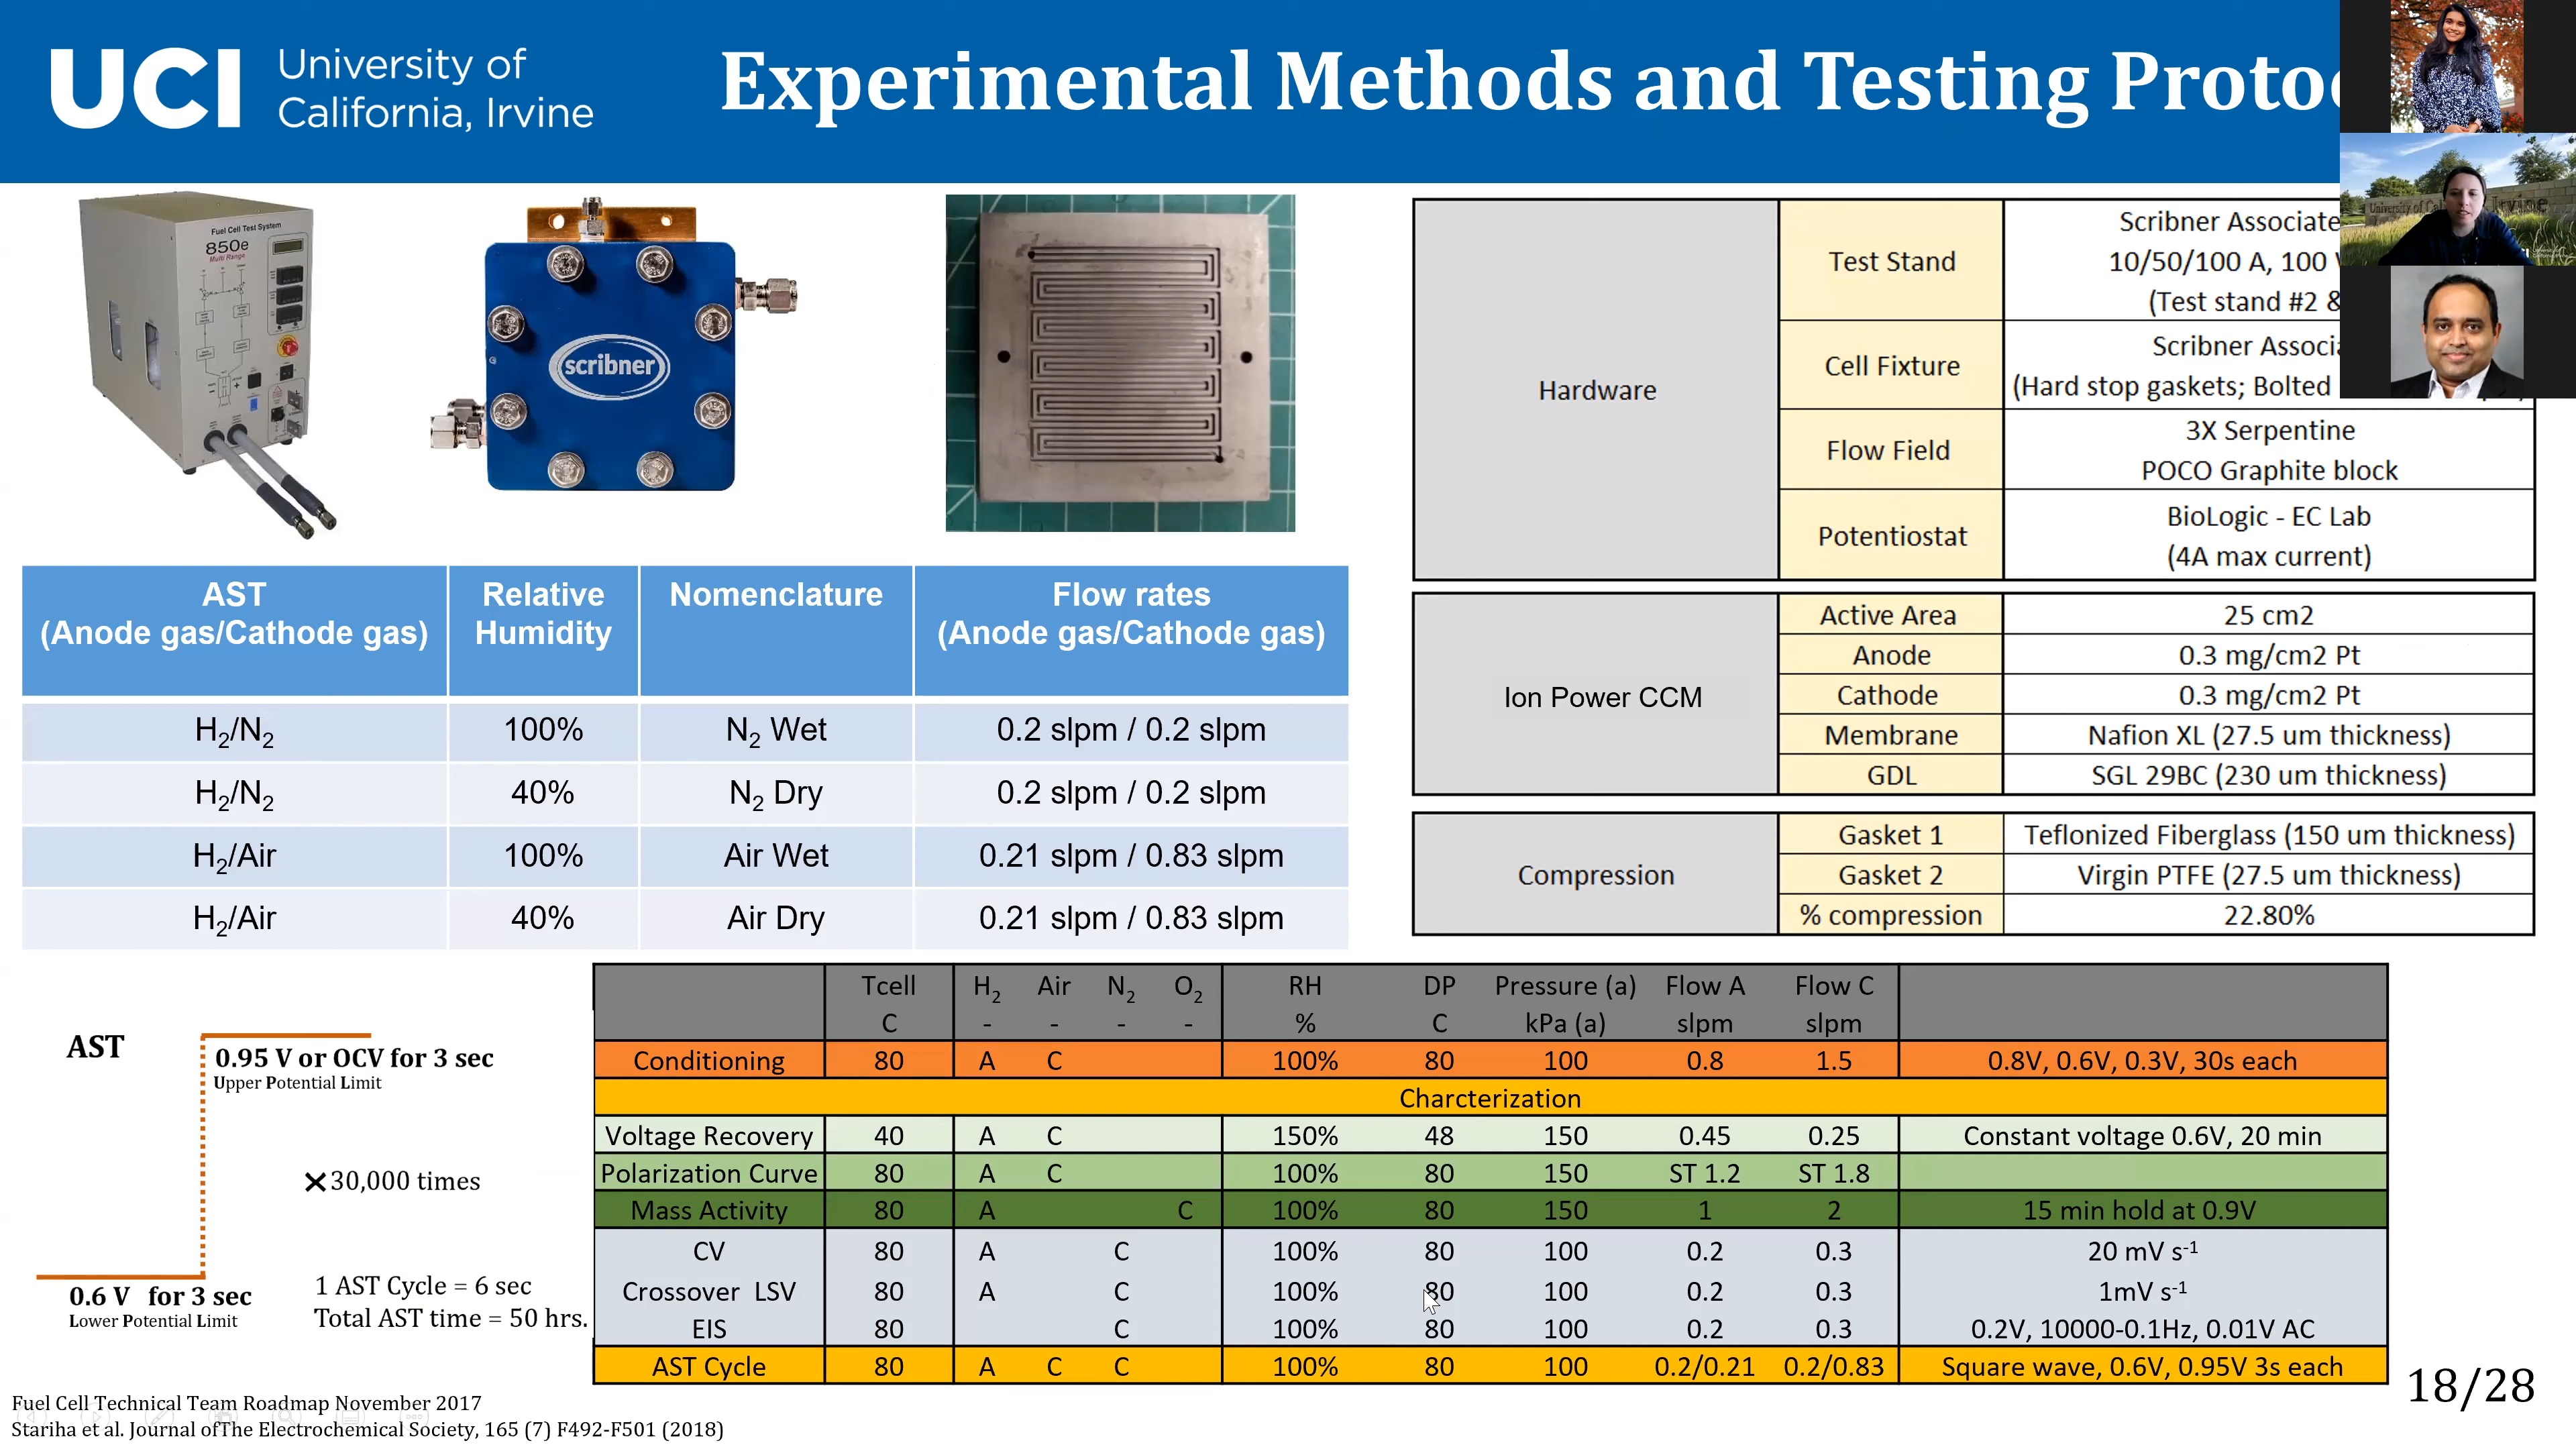 UCI University of
California, Irvine
Experimental Methods and Testing
Fuel Cell Test System
850e
Multi Range
scribner
Hardware
Test Stand
Scribner
10/50/100 A, 100
(Test stand #2 &
Cell Fixture
Scribner
(Hard stop gaskets; Bolted
Flow Field
3X Serpentine
POCO Graphite block
Potentiostat
BioLogic - EC Lab
(4A max current)
AST
(Anode gas/Cathode gas)
Relative
Humidity
Nomenclature
Flow rates
(Anode gas/Cathode gas)
H2/N2 100% N2 Wet 0.2 slpm / 0.2 slpm
H2/N2 40% N2 Dry 0.2 slpm / 0.2 slpm
H2/Air 100% Air Wet 0.21 slpm / 0.83 slpm
H2/Air 40% Air Dry 0.21 slpm / 0.83 slpm
Ion Power CCM
Active Area 25 cm2
Anode 0.3 mg/cm2 Pt
Cathode 0.3 mg/cm2 Pt
Membrane Nafion XL (27.5 um thickness)
GDL SGL 29BC (230 um thickness)
Compression
Gasket 1 Teflonized Fiberglass (150 um thickness)
Gasket 2 Virgin PTFE (27.5 um thickness)
% compression 22.80%
AST
0.95 V or OCV for 3 sec
Upper Potential Limit
×30,000 times
0.6 V for 3 sec
Lower Potential Limit
1 AST Cycle = 6 sec
Total AST time = 50 hrs.
Tcell H2 Air N2 O2 RH DP Pressure (a) Flow A Flow C
C - - - - % C kPa (a) slpm slpm
Conditioning 80 A C 100% 80 100 0.8 1.5 0.8V, 0.6V, 0.3V, 30s each
Charcterization
Voltage Recovery 40 A C 150% 48 150 0.45 0.25 Constant voltage 0.6V, 20 min
Polarization Curve 80 A C 100% 80 150 ST 1.2 ST 1.8
Mass Activity 80 A C 100% 80 150 1 2 15 min hold at 0.9V
CV 80 A C 100% 80 100 0.2 0.3 20 mV s-1
Crossover LSV 80 A C 100% 80 100 0.2 0.3 1mV s-1
EIS 80 C 100% 80 100 0.2 0.3 0.2V, 10000-0.1Hz, 0.01V AC
AST Cycle 80 A C C 100% 80 100 0.2/0.21 0.2/0.83 Square wave, 0.6V, 0.95V 3s each
Fuel Cell Technical Team Roadmap November 2017
Stariha et al. Journal ofThe Electrochemical Society, 165 (7) F492-F501 (2018)
18/28